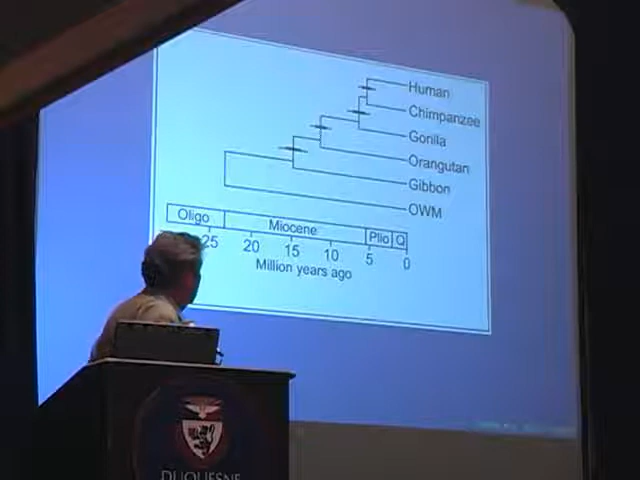 Human
Chimpanzee
Gorilla
Orangutan
Gibbon
OWM
Oligo Miocene Plio Q
25 20 15 10 5 0
Million years ago
DUQUESNE